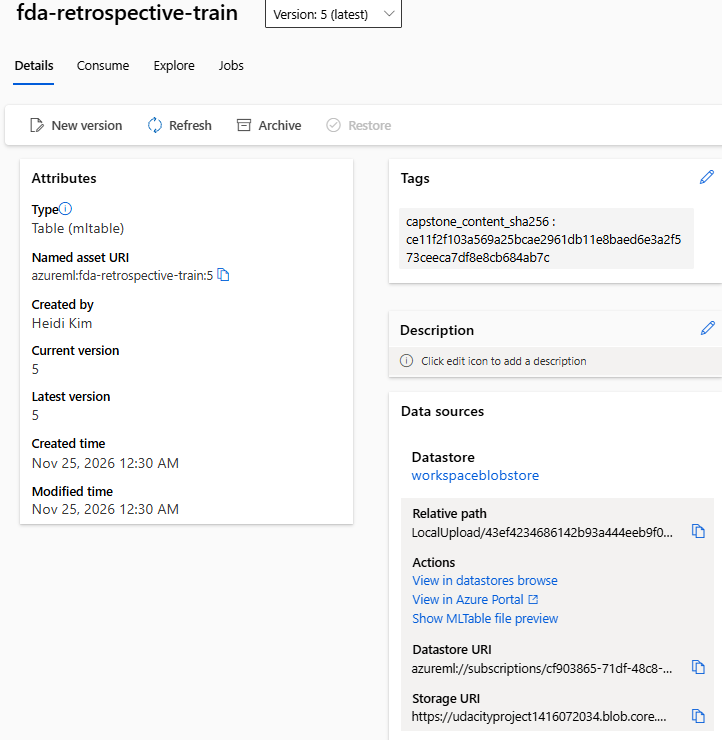 fda-retrospective-train
Version: 5 (latest)
Details
Consume
Explore
Jobs
New version
Refresh
Archive
Restore
Attributes
Type
Table (mltable)
Named asset URI
azureml:fda-retrospective-train:5
Created by
Heidi Kim
Current version
5
Latest version
5
Created time
Nov 25, 2026 12:30 AM
Modified time
Nov 25, 2026 12:30 AM
Tags
capstone_content_sha256 :
ce11f2f103a569a25bcae2961db11e8baed6e3a2f5
73ceeca7df8e8cb684ab7c
Description
Click edit icon to add a description
Data sources
Datastore
workspaceblobstore
Relative path
LocalUpload/43ef4234686142b93a444eeb9f0...
Actions
View in datastores browse
View in Azure Portal
Show MLTable file preview
Datastore URI
azureml://subscriptions/cf903865-71df-48c8-...
Storage URI
https://udacityproject1416072034.blob.core....